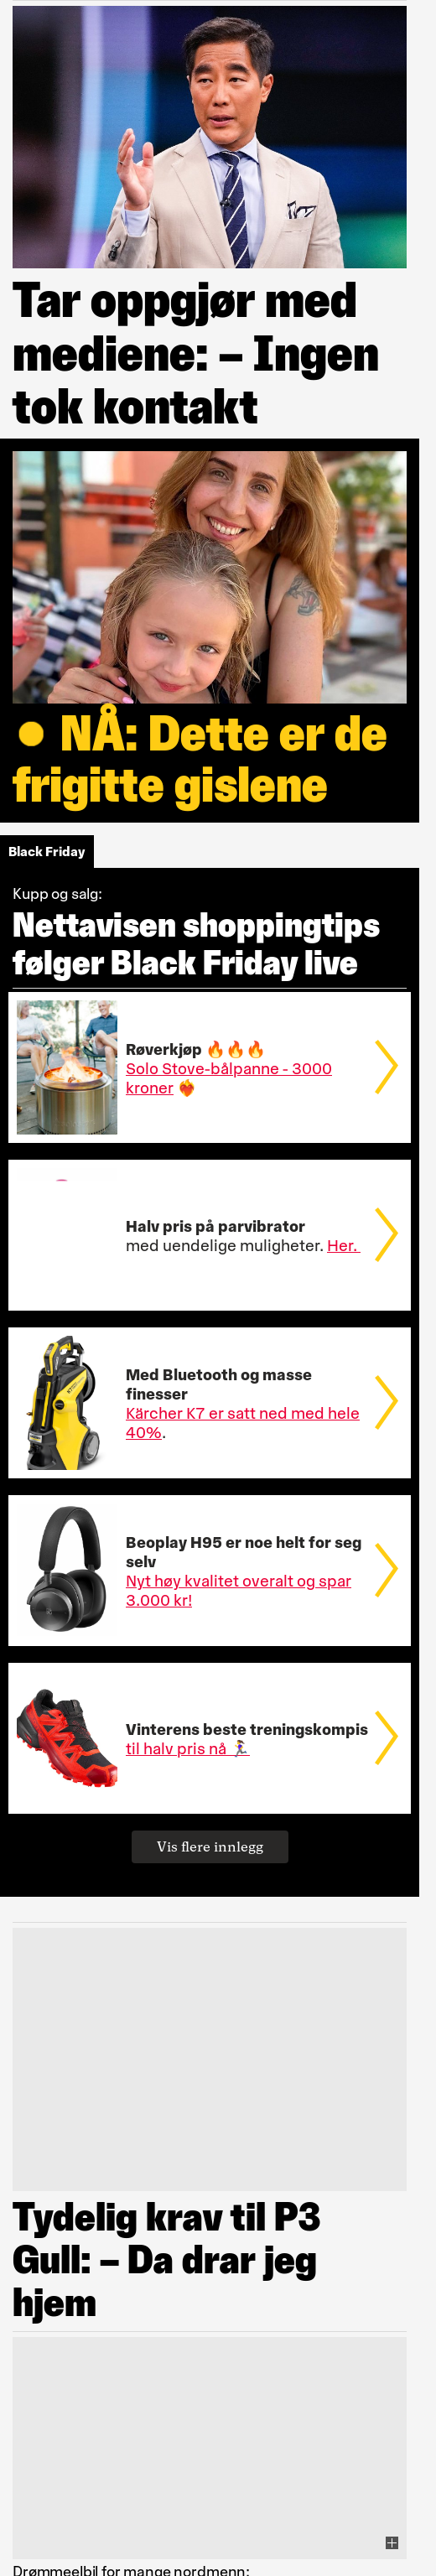 Tar oppgjør med
mediene: – Ingen
tok kontakt
NÅ: Dette er de
frigitte gislene
Black Friday
Kupp og salg:
Nettavisen shoppingtips
følger Black Friday live
Røverkjøp 🔥🔥🔥
Solo Stove-bålpanne - 3000
kroner ❤️‍🔥
Halv pris på parvibrator
med uendelige muligheter. Her.
Med Bluetooth og masse
finesser
Kärcher K7 er satt ned med hele
40%.
Beoplay H95 er noe helt for seg
selv
Nyt høy kvalitet overalt og spar
3.000 kr!
Vinterens beste treningskompis
til halv pris nå 🏃‍♀️
Vis flere innlegg
Tydelig krav til P3
Gull: – Da drar jeg
hjem
Drømmeelbil for mange nordmenn: